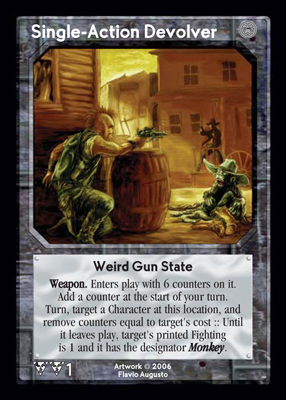 Single-Action Devolver
Weird Gun State
Weapon. Enters play with 6 counters on it.
Add a counter at the start of your turn.
Turn, target a Character at this location, and
remove counters equal to target's cost :: Until
it leaves play, target's printed Fighting
is 1 and it has the designator Monkey.
1
Artwork © 2006
Flavio Augusto